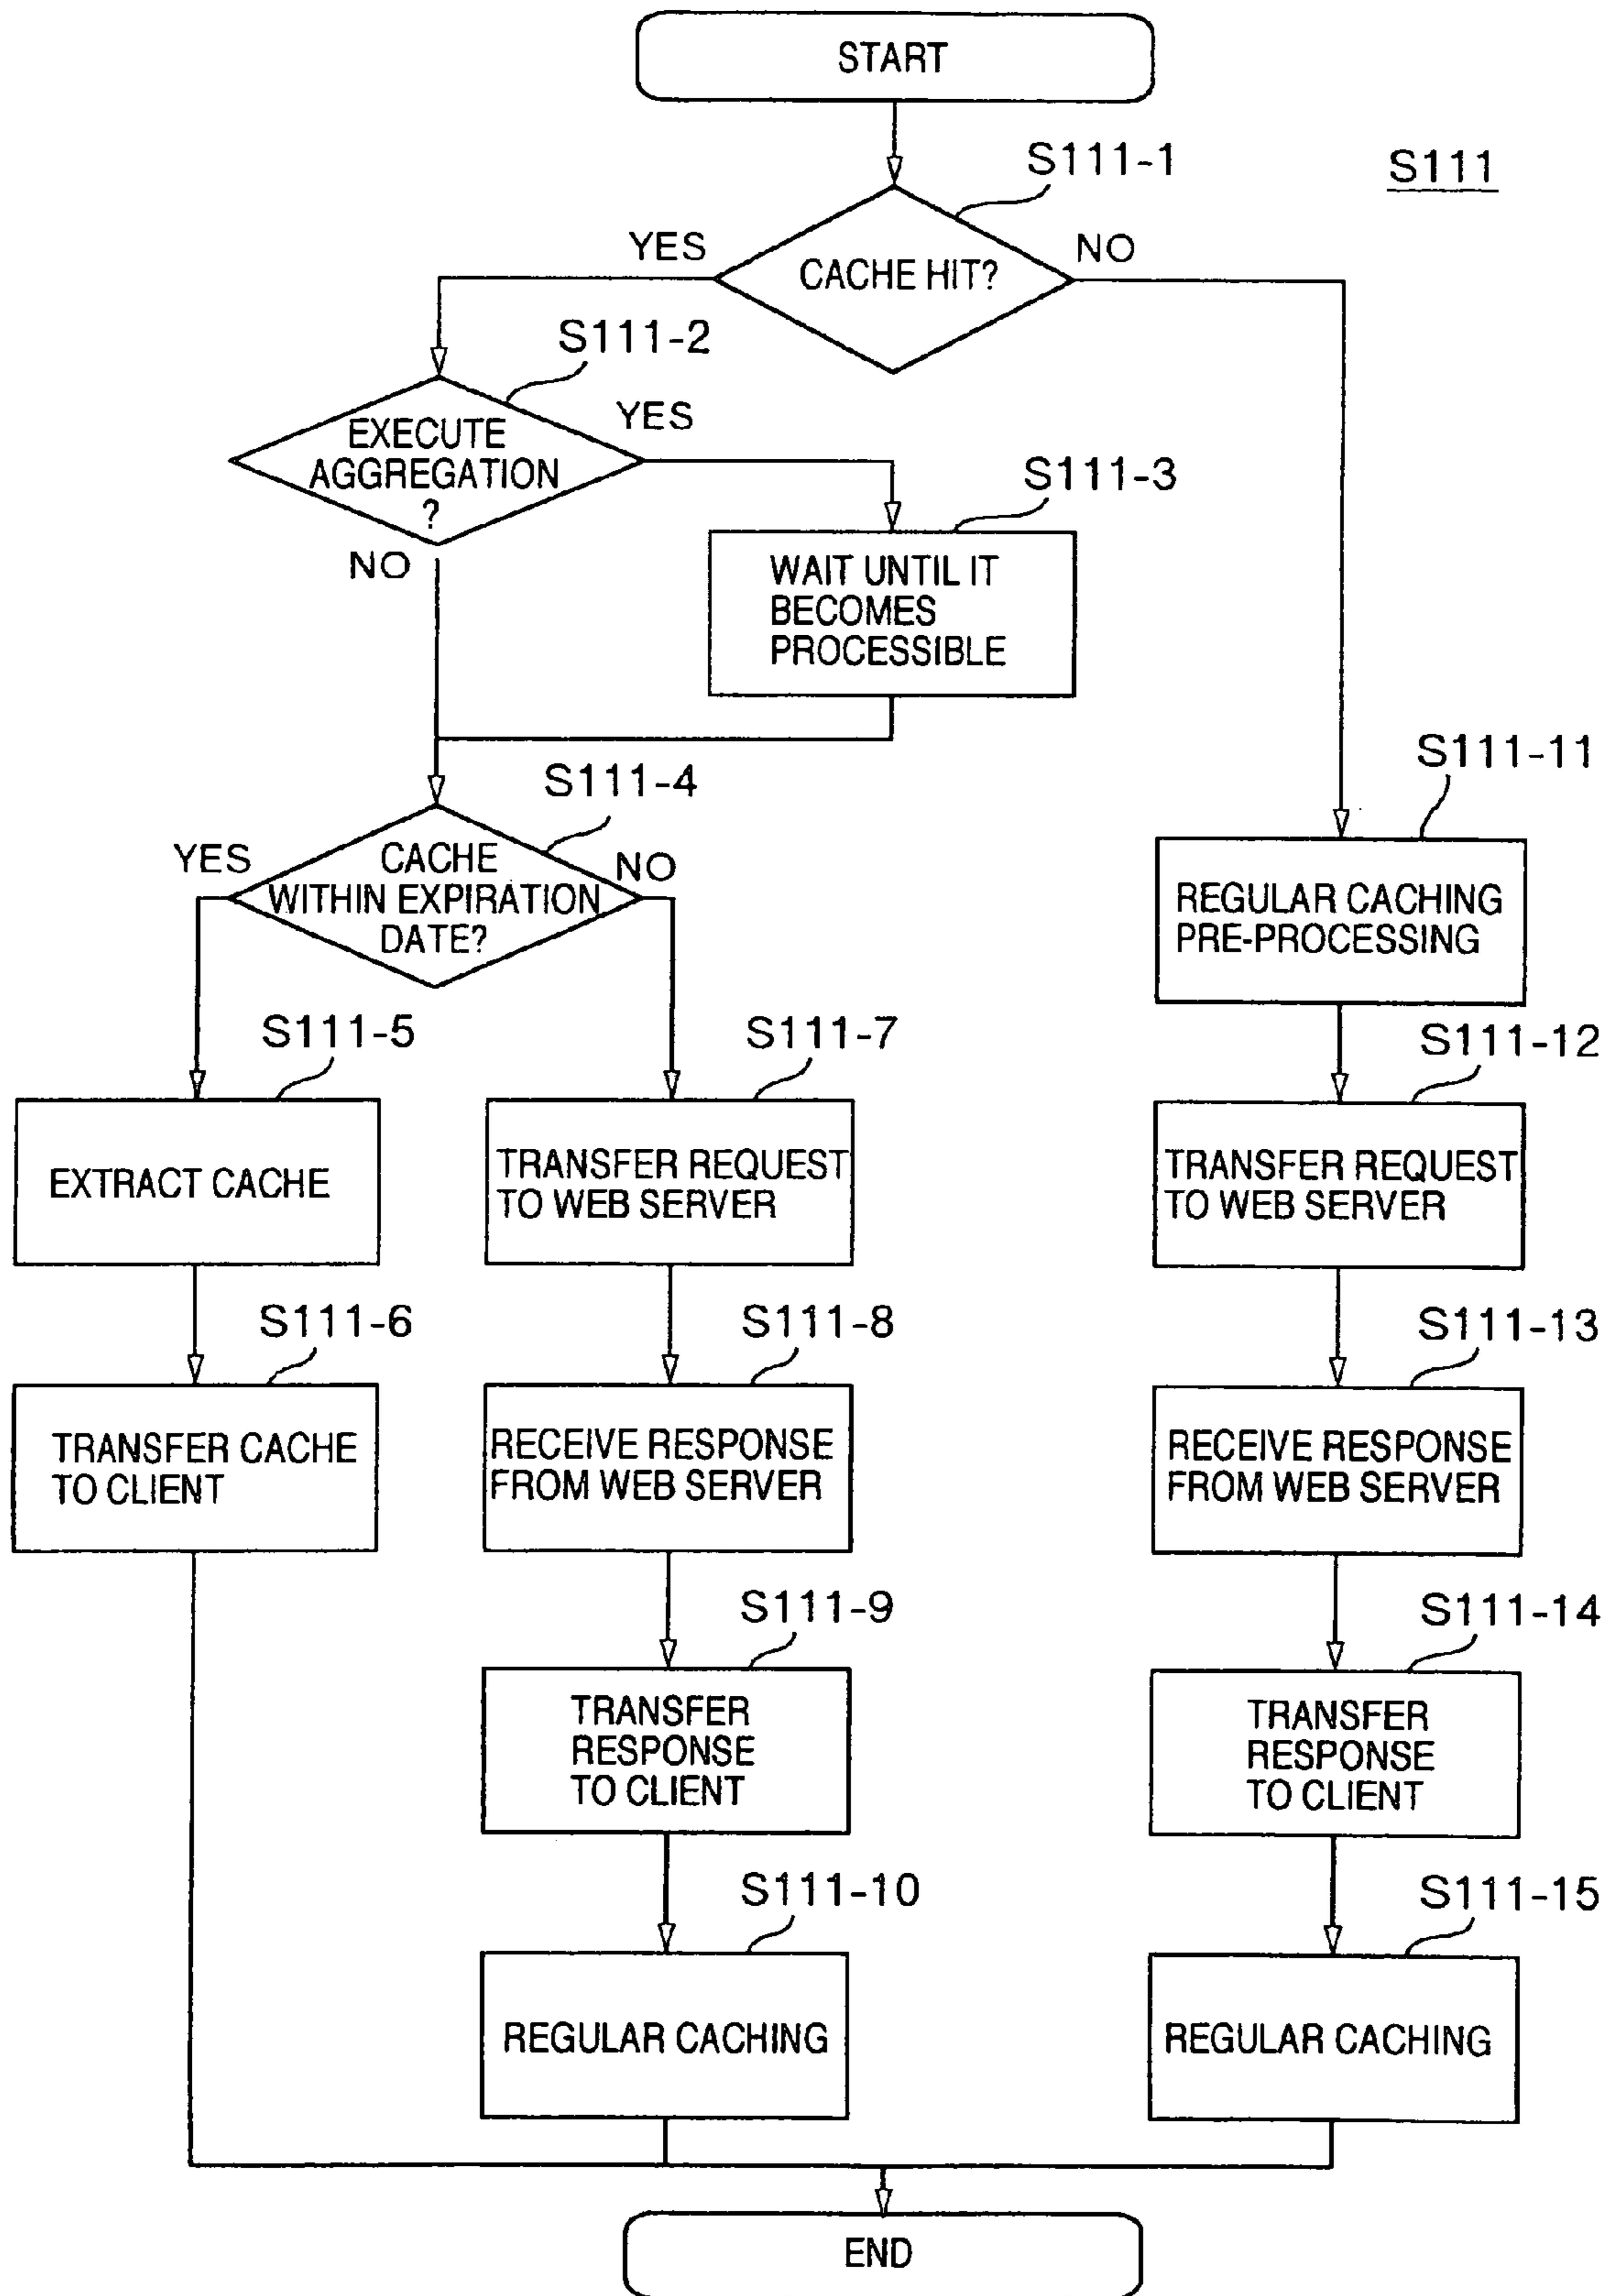 START
S111-1
S111
YES
NO
CACHE HIT?
S111-2
YES
EXECUTE
AGGREGATION
?
S111-3
NO
WAIT UNTIL IT
BECOMES
PROCESSIBLE
S111-11
S111-4
YES
CACHE
NO
WITHIN EXPIRATION
DATE?
REGULAR CACHING
PRE-PROCESSING
S111-5
S111-7
S111-12
EXTRACT CACHE
TRANSFER REQUEST
TO WEB SERVER
TRANSFER REQUEST
TO WEB SERVER
S111-6
S111-8
S111-13
TRANSFER CACHE
TO CLIENT
RECEIVE RESPONSE
FROM WEB SERVER
RECEIVE RESPONSE
FROM WEB SERVER
S111-9
S111-14
TRANSFER
RESPONSE
TO CLIENT
TRANSFER
RESPONSE
TO CLIENT
S111-10
S111-15
REGULAR CACHING
REGULAR CACHING
END